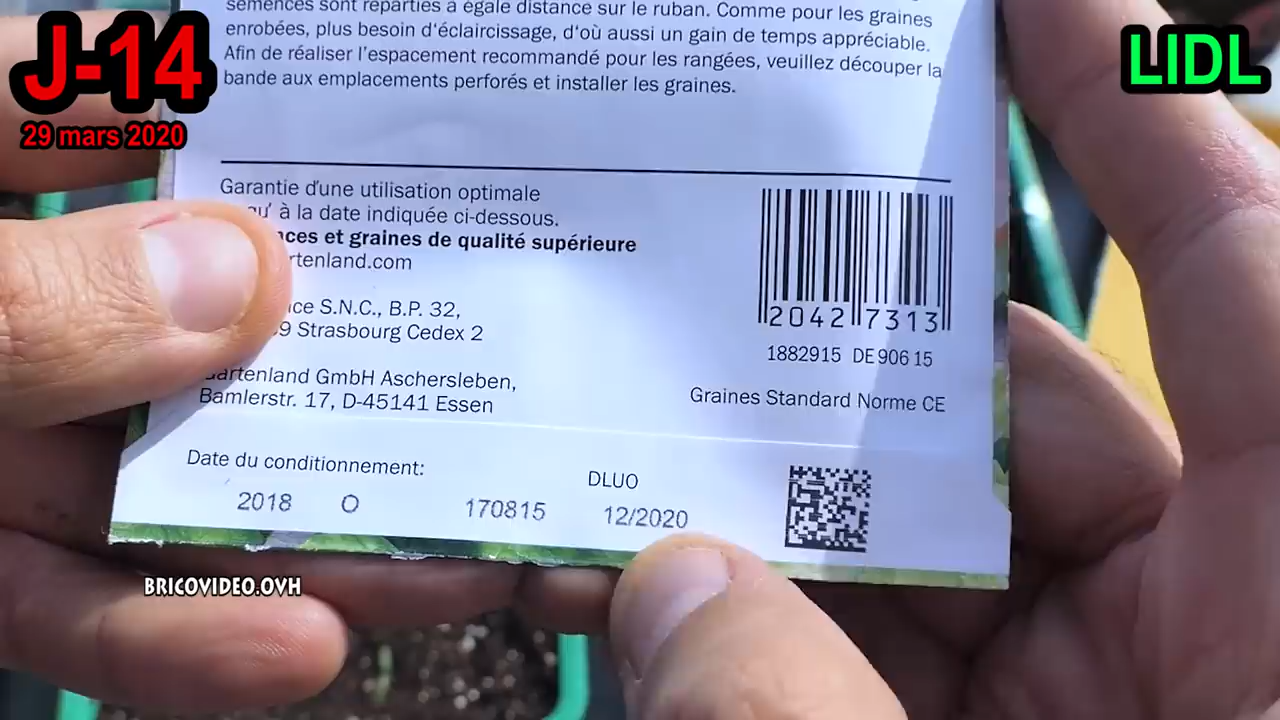 J-14
29 mars 2020
LIDL
semences sont réparties à égale distance sur le ruban. Comme pour les graines
enrobées, plus besoin d'éclaircissage, d'où aussi un gain de temps appréciable.
Afin de réaliser l'espacement recommandé pour les rangées, veuillez découper la
bande aux emplacements perforés et installer les graines.
Garantie d'une utilisation optimale
à la date indiquée ci-dessous.
et graines de qualité supérieure
S.N.C., B.P. 32,
Strasbourg Cedex 2
Gartenland GmbH Aschersleben,
Bamlerstr. 17, D-45141 Essen
2042 7313
1882915 DE 906 15
Graines Standard Norme CE
Date du conditionnement:
DLUO
2018 O 170815 12/2020
BRICOVIDEO.OVH